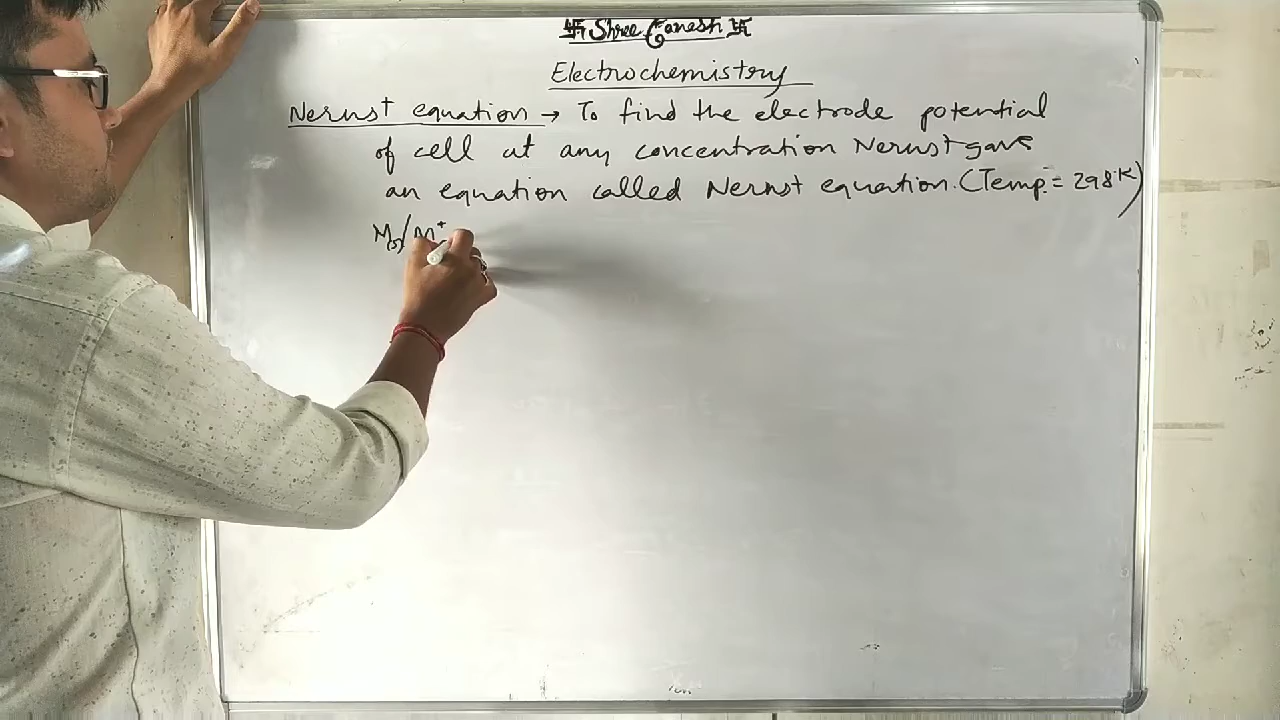 卐 Shree Ganesh 卐
Electrochemistry
Nernst equation → To find the electrode potential
of cell at any concentration Nernst gave
an equation called Nernst equation. (Temp. = 298 K)
M(s)/M⁺